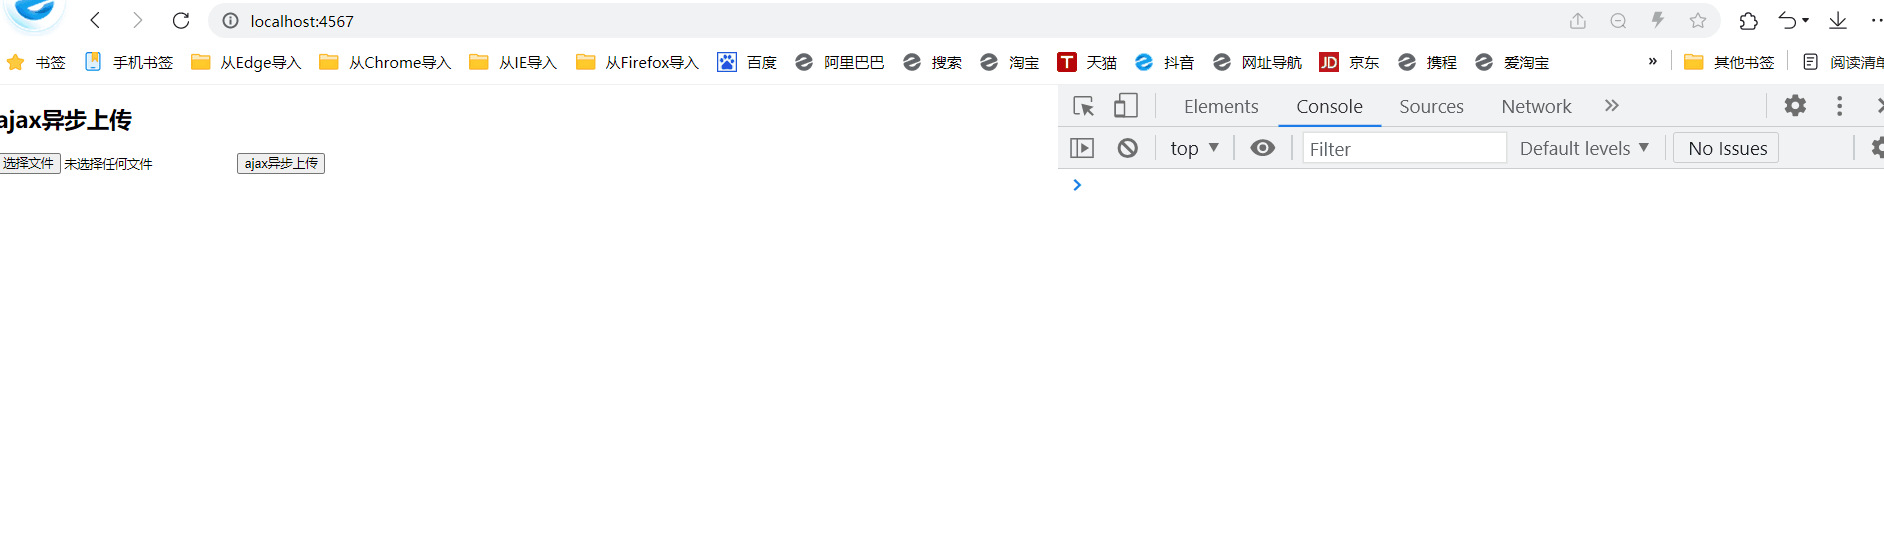 localhost:4567
书签 手机书签 从Edge导入 从Chrome导入 从IE导入 从Firefox导入 百度 阿里巴巴 搜索 淘宝 T 天猫 抖音 网址导航 JD 京东 携程 爱淘宝 » 其他书签 阅读清单
Elements Console Sources Network »
ajax异步上传
top Filter Default levels No Issues
选择文件 未选择任何文件 ajax异步上传